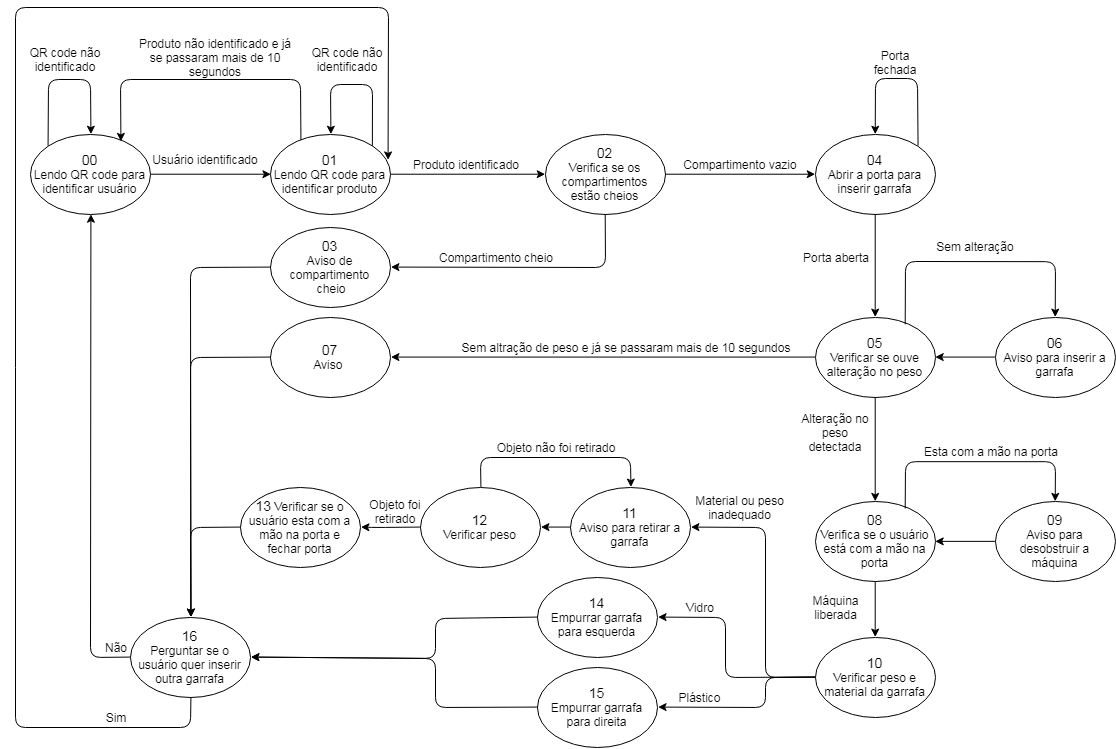 QR code não
identificado
Produto não identificado e já
se passaram mais de 10
segundos
QR code não
identificado
Porta
fechada
00
Lendo QR code para
identificar usuário
Usuário identificado
01
Lendo QR code para
identificar produto
Produto identificado
02
Verifica se os
compartimentos
estão cheios
Compartimento vazio
04
Abrir a porta para
inserir garrafa
03
Aviso de
compartimento
cheio
Compartimento cheio
Porta aberta
Sem alteração
07
Aviso
Sem altração de peso e já se passaram mais de 10 segundos
05
Verificar se ouve
alteração no peso
06
Aviso para inserir a
garrafa
Alteração no
peso
detectada
Objeto não foi retirado
Esta com a mão na porta
13 Verificar se o
usuário esta com a
mão na porta e
fechar porta
Objeto foi
retirado
12
Verificar peso
11
Aviso para retirar a
garrafa
Material ou peso
inadequado
08
Verifica se o usuário
está com a mão na
porta
09
Aviso para
desobstruir a
máquina
Máquina
liberada
14
Empurrar garrafa
para esquerda
Vidro
16
Perguntar se o
usuário quer inserir
outra garrafa
Não
10
Verificar peso e
material da garrafa
15
Empurrar garrafa
para direita
Plástico
Sim